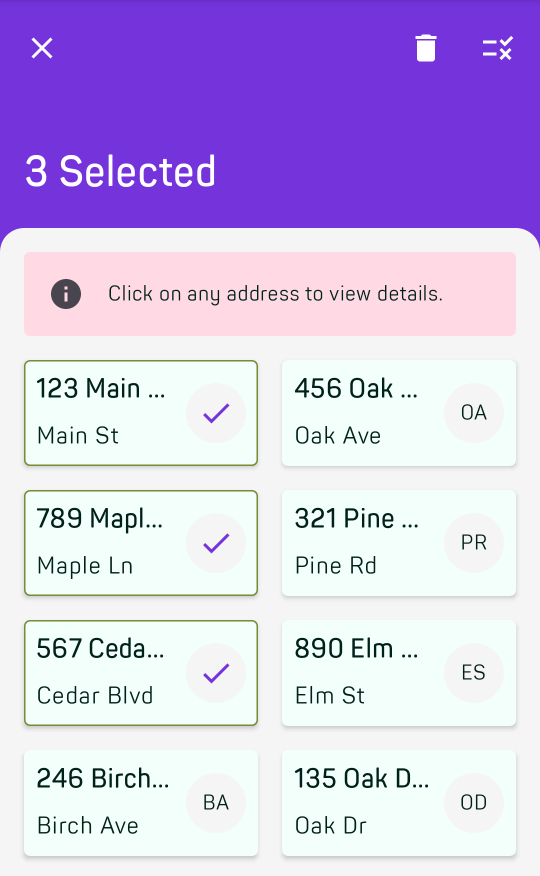 3 Selected
Click on any address to view details.
123 Main ...
Main St
456 Oak ...
Oak Ave
OA
789 Mapl...
Maple Ln
321 Pine ...
Pine Rd
PR
567 Ceda...
Cedar Blvd
890 Elm ...
Elm St
ES
246 Birch...
Birch Ave
BA
135 Oak D...
Oak Dr
OD